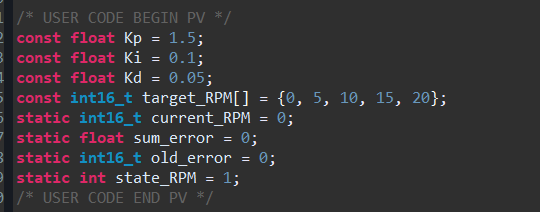 /* USER CODE BEGIN PV */
const float Kp = 1.5;
const float Ki = 0.1;
const float Kd = 0.05;
const int16_t target_RPM[] = {0, 5, 10, 15, 20};
static int16_t current_RPM = 0;
static float sum_error = 0;
static int16_t old_error = 0;
static int state_RPM = 1;
/* USER CODE END PV */